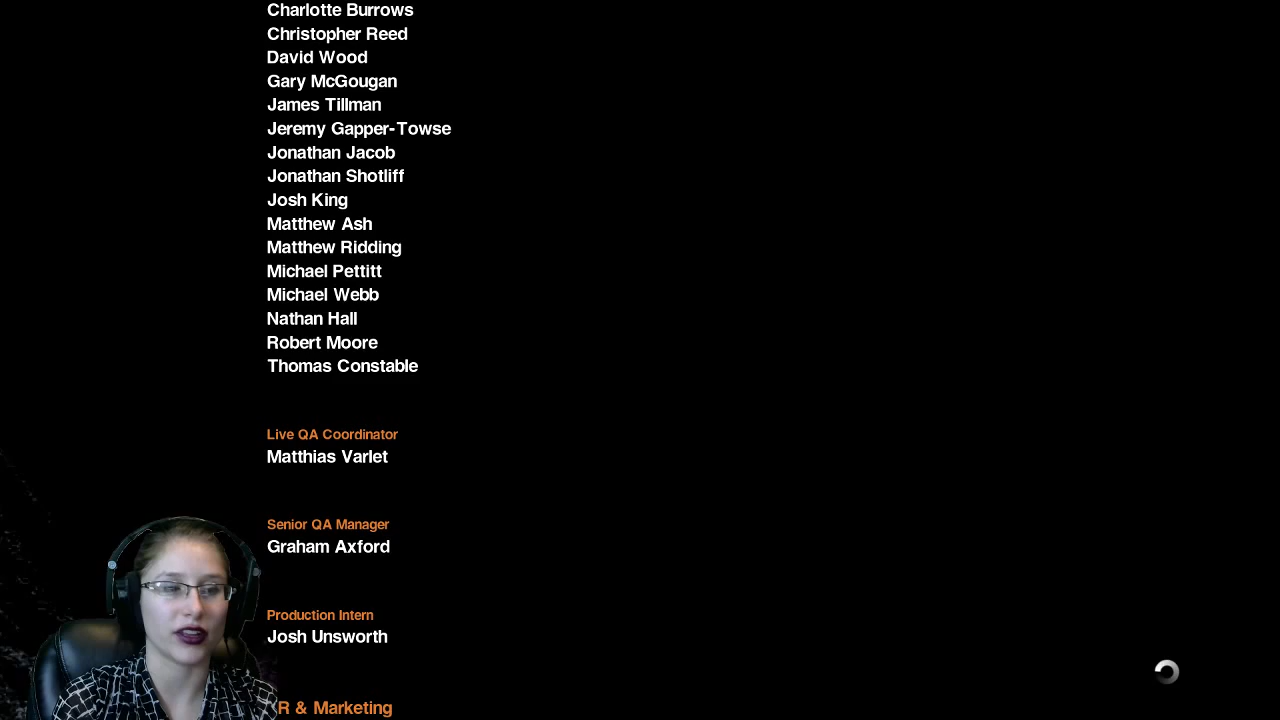 Charlotte Burrows
Christopher Reed
David Wood
Gary McGougan
James Tillman
Jeremy Gapper-Towse
Jonathan Jacob
Jonathan Shotliff
Josh King
Matthew Ash
Matthew Ridding
Michael Pettitt
Michael Webb
Nathan Hall
Robert Moore
Thomas Constable
Live QA Coordinator
Matthias Varlet
Senior QA Manager
Graham Axford
Production Intern
Josh Unsworth
R & Marketing